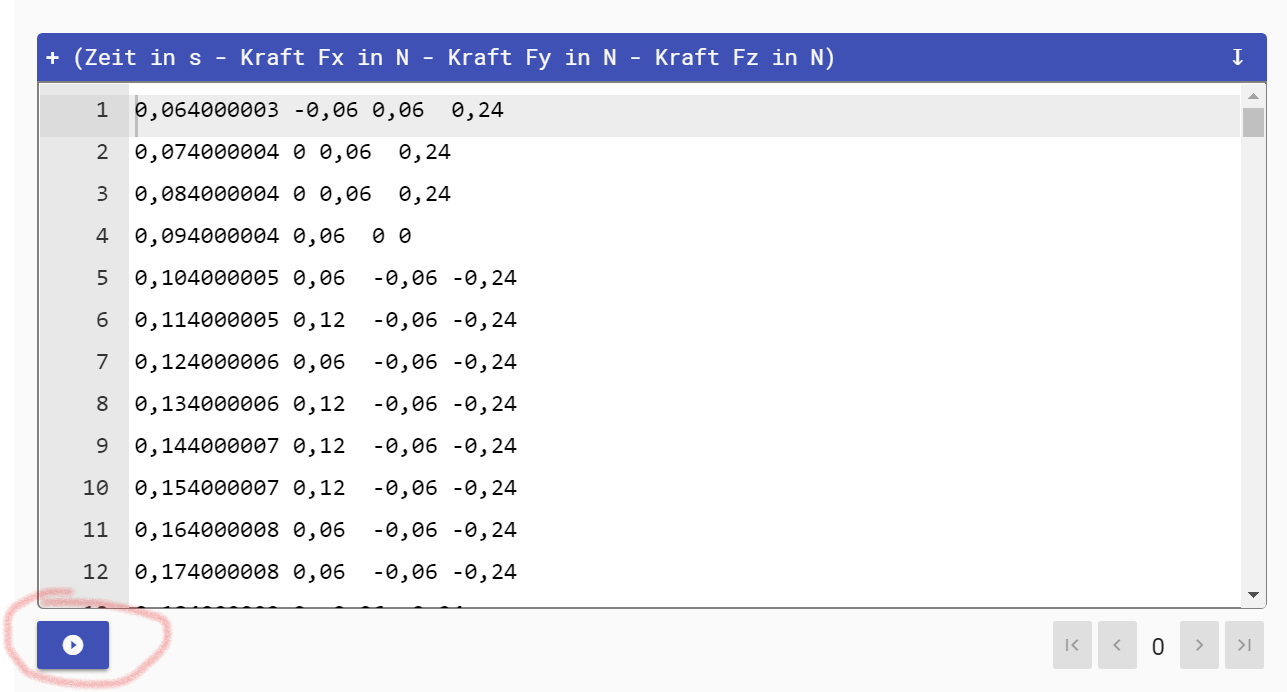 + (Zeit in s - Kraft Fx in N - Kraft Fy in N - Kraft Fz in N)
1 0,064000003 -0,06 0,06 0,24
2 0,074000004 0 0,06 0,24
3 0,084000004 0 0,06 0,24
4 0,094000004 0,06 0 0
5 0,104000005 0,06 -0,06 -0,24
6 0,114000005 0,12 -0,06 -0,24
7 0,124000006 0,06 -0,06 -0,24
8 0,134000006 0,12 -0,06 -0,24
9 0,144000007 0,12 -0,06 -0,24
10 0,154000007 0,12 -0,06 -0,24
11 0,164000008 0,06 -0,06 -0,24
12 0,174000008 0,06 -0,06 -0,24
0